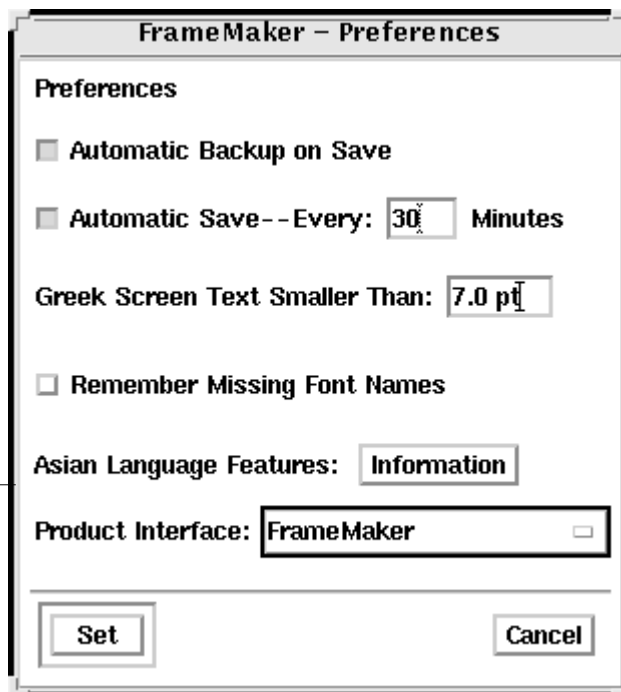 FrameMaker – Preferences
Preferences
Automatic Backup on Save
Automatic Save--Every: 30 Minutes
Greek Screen Text Smaller Than: 7.0 pt
Remember Missing Font Names
Asian Language Features: Information
Product Interface: FrameMaker
Set Cancel